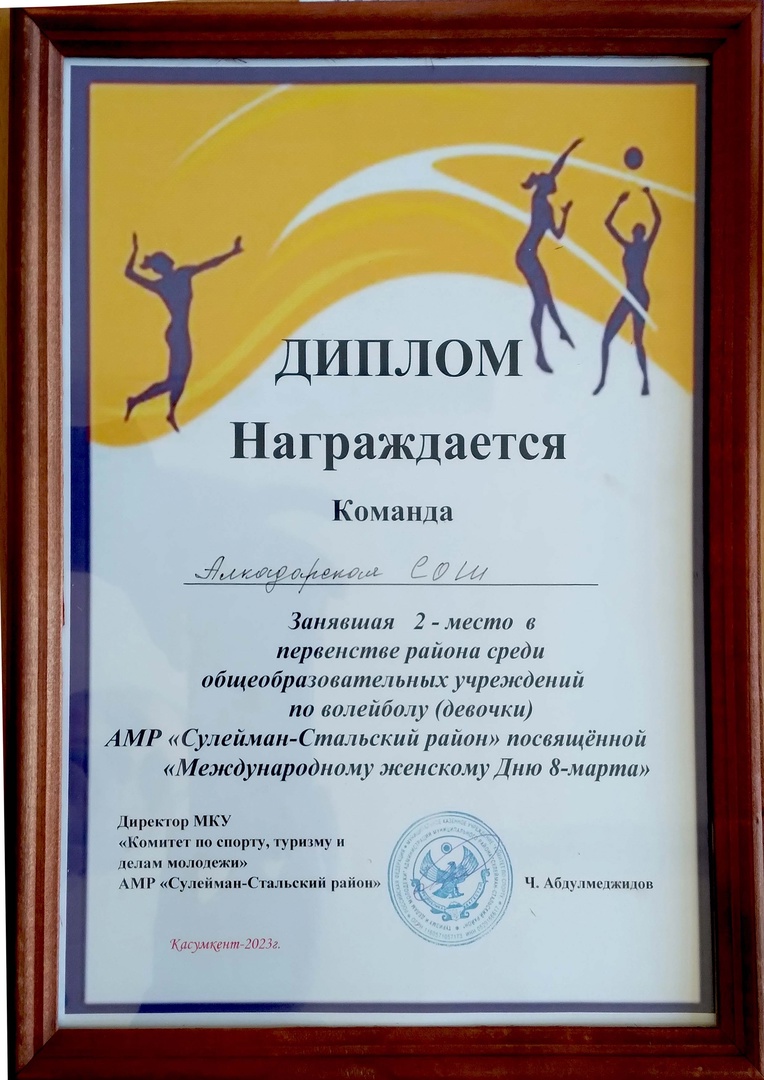 ДИПЛОМ
Награждается
Команда
Алкадарская СОШ
Занявшая 2 - место в
первенстве района среди
общеобразовательных учреждений
по волейболу (девочки)
АМР «Сулейман-Стальский район» посвящённой
«Международному женскому Дню 8-марта»
Директор МКУ
«Комитет по спорту, туризму и
делам молодежи»
АМР «Сулейман-Стальский район»
Ч. Абдулмеджидов
Касумкент-2023г.